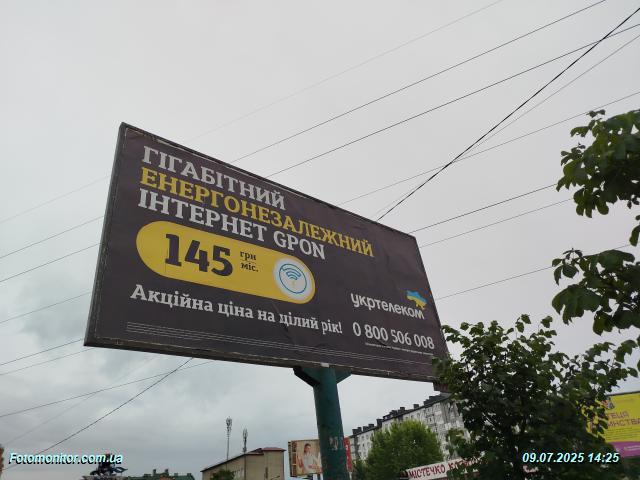 ГІГАБІТНИЙ
ЕНЕРГОНЕЗАЛЕЖНИЙ
ІНТЕРНЕТ GPON
145 грн міс.
Акційна ціна на цілий рік!
укртелеком
0 800 506 008
МІСТЕЧКО
Fotomonitor.com.ua
09.07.2025 14:25